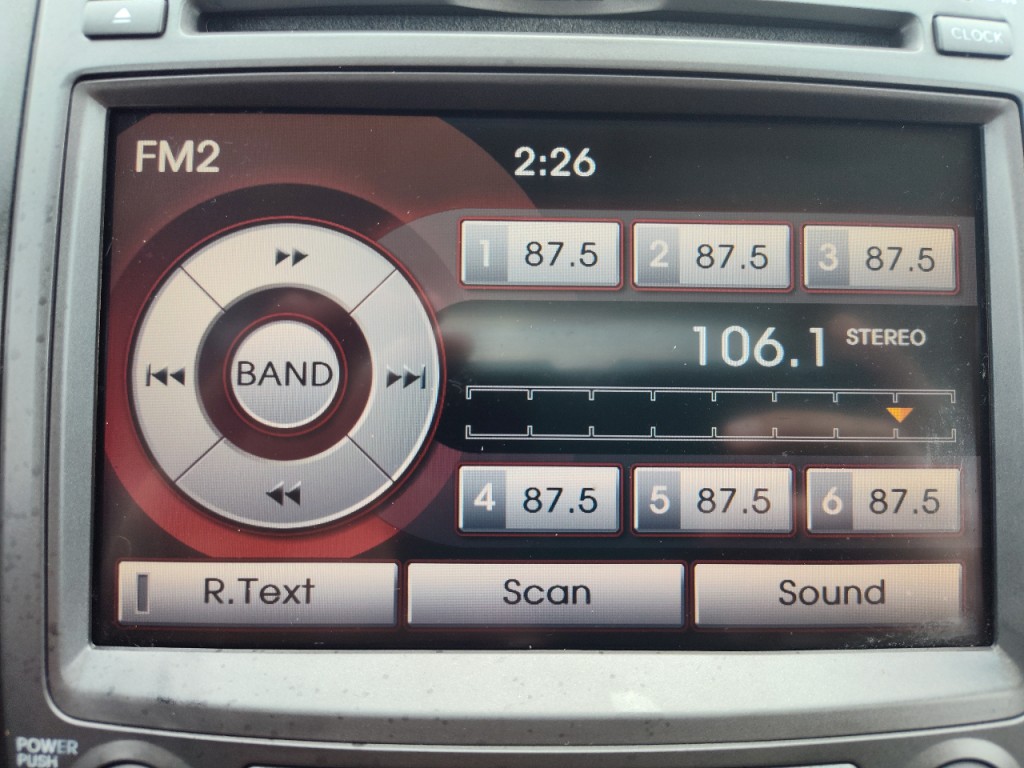 CLOCK
FM2
2:26
1 87.5
2 87.5
3 87.5
106.1 STEREO
BAND
4 87.5
5 87.5
6 87.5
R.Text
Scan
Sound
POWER
PUSH